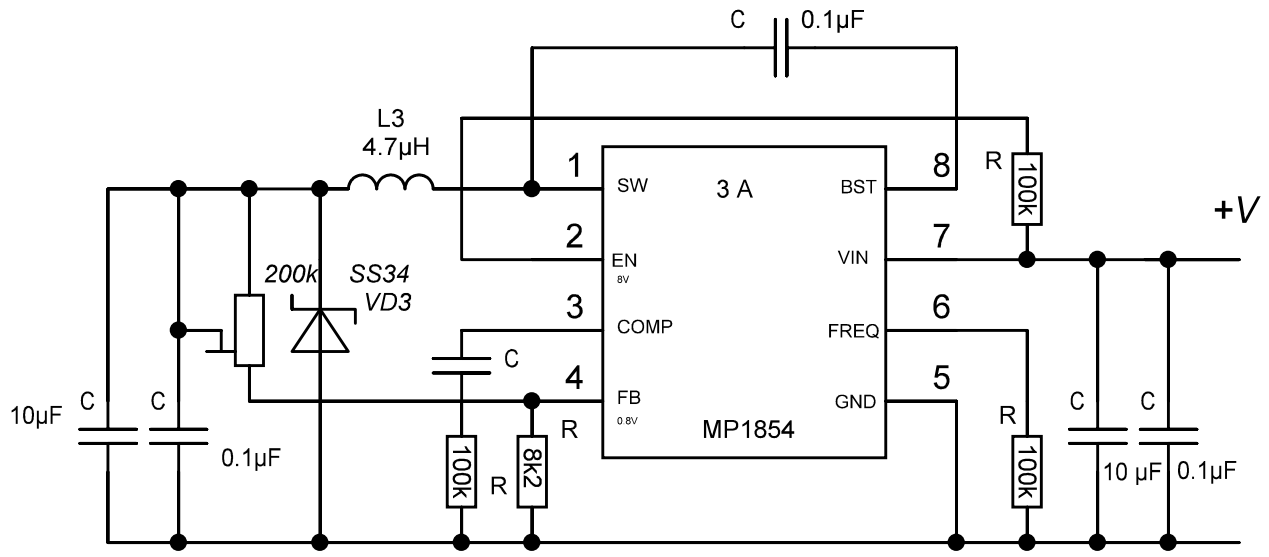 C 0.1µF
L3
4.7µH
1 SW
3 A
BST 8
R 100k
+V
2 EN
8V
VIN 7
200k SS34
VD3
3 COMP
FREQ 6
C
4 FB
0.8V
GND 5
10µF C
C
0.1µF
R
MP1854
R
C
C
100k
R 8k2
100k
10 µF
0.1µF